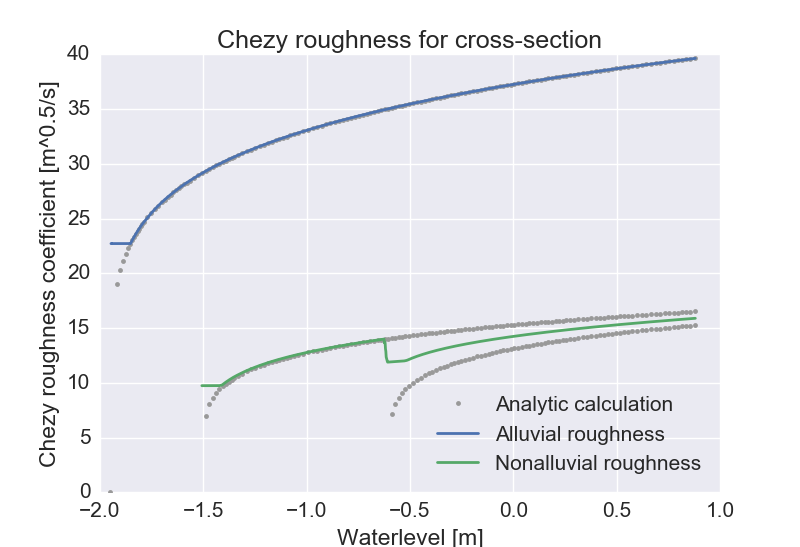 Chezy roughness for cross-section
Chezy roughness coefficient [m^0.5/s]
40
35
30
25
20
15
10
5
0
Analytic calculation
Alluvial roughness
Nonalluvial roughness
−2.0 −1.5 −1.0 −0.5 0.0 0.5 1.0
Waterlevel [m]